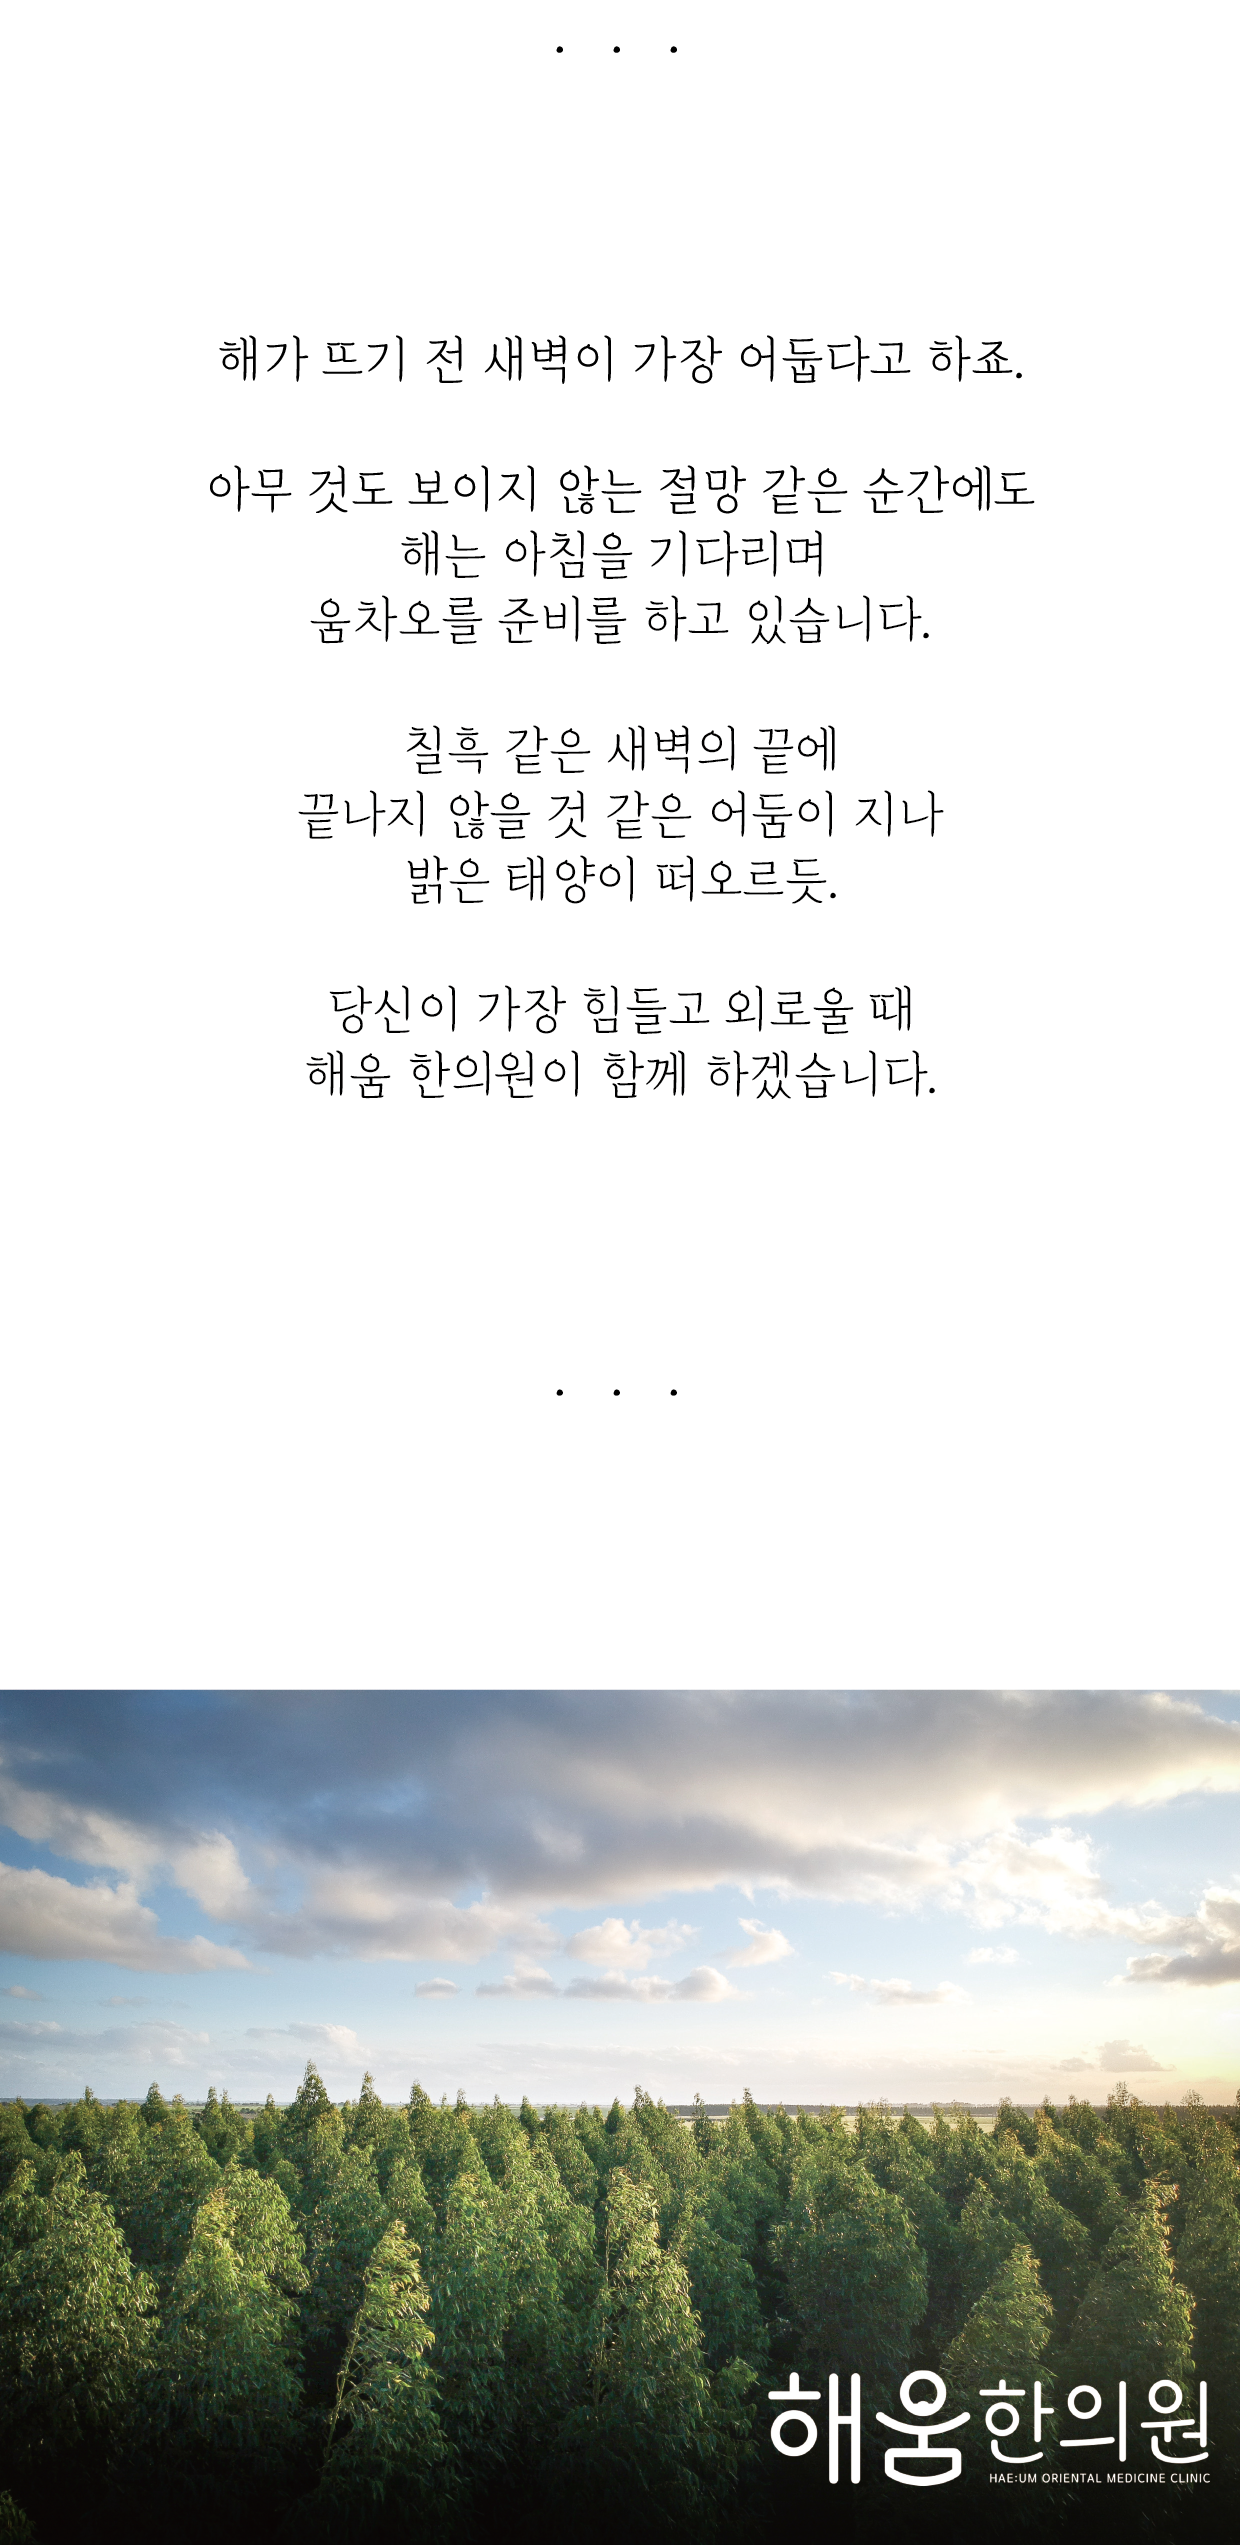 . . .
해가 뜨기 전 새벽이 가장 어둡다고 하죠.
아무 것도 보이지 않는 절망 같은 순간에도
해는 아침을 기다리며
움차오를 준비를 하고 있습니다.
칠흑 같은 새벽의 끝에
끝나지 않을 것 같은 어둠이 지나
밝은 태양이 떠오르듯.
당신이 가장 힘들고 외로울 때
해움 한의원이 함께 하겠습니다.
. . .
해움한의원
HAE:UM ORIENTAL MEDICINE CLINIC